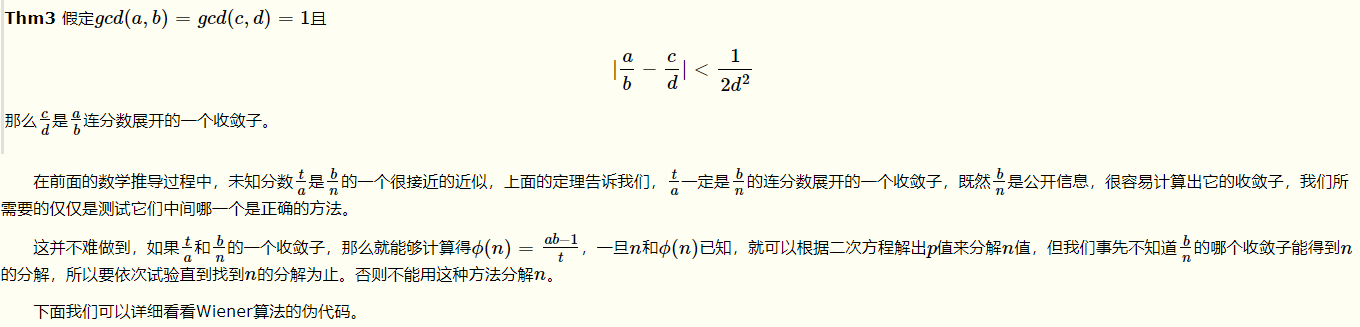 Thm3 假定gcd(a, b) = gcd(c, d) = 1且
|a/b − c/d| < 1/2d²
那么c/d是a/b连分数展开的一个收敛子。
在前面的数学推导过程中，未知分数t/a是b/n的一个很接近的近似，上面的定理告诉我们，t/a一定是b/n的连分数展开的一个收敛子，既然b/n是公开信息，很容易计算出它的收敛子，我们所
需要的仅仅是测试它们中间哪一个是正确的方法。
这并不难做到，如果t/a和b/n的一个收敛子，那么就能够计算得ϕ(n) = ab−1/t，一旦n和ϕ(n)已知，就可以根据二次方程解出p值来分解n值，但我们事先不知道b/n的哪个收敛子能得到n
的分解，所以要依次试验直到找到n的分解为止。否则不能用这种方法分解n。
下面我们可以详细看看Wiener算法的伪代码。